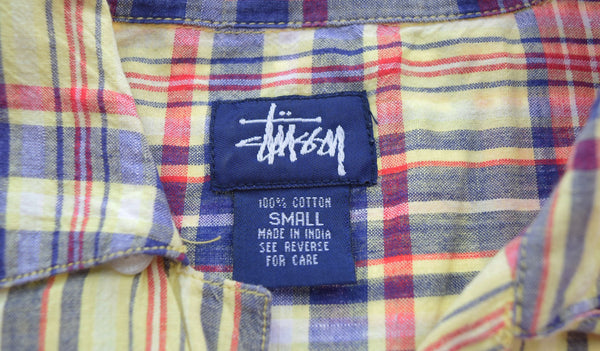 Stüssy
100% COTTON
SMALL
MADE IN INDIA
SEE REVERSE
FOR CARE